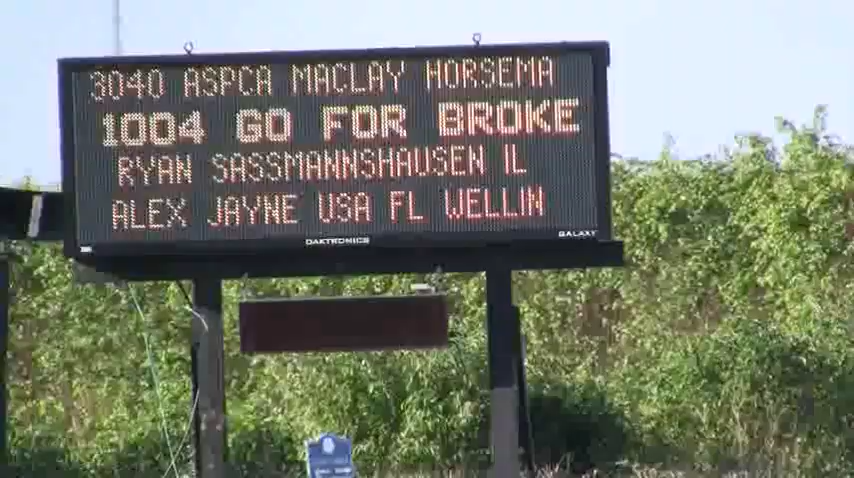 3040 ASPCA MACLAY HORSEMA
1004 GO FOR BROKE
RYAN SASSMANNSHAUSEN IL
ALEX JAYNE USA FL WELLIN
DAKTRONICS
GALAXY